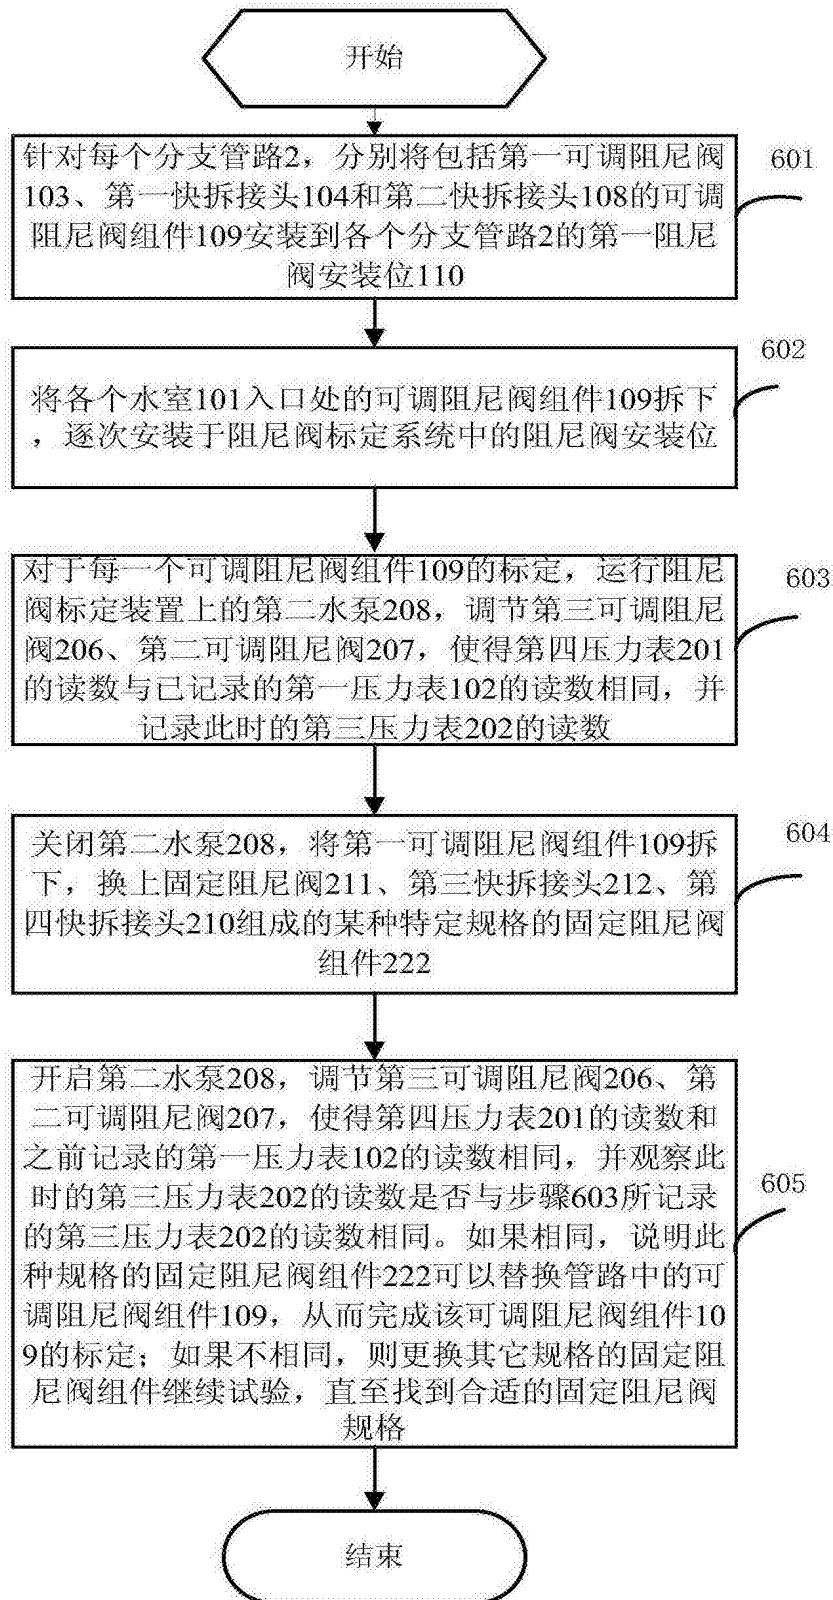 开始
针对每个分支管路2，分别将包括第一可调阻尼阀
103、第一快拆接头104和第二快拆接头108的可调
阻尼阀组件109安装到各个分支管路2的第一阻尼
阀安装位110
601
将各个水室101入口处的可调阻尼阀组件109拆下
，逐次安装于阻尼阀标定系统中的阻尼阀安装位
602
对于每一个可调阻尼阀组件109的标定，运行阻尼
阀标定装置上的第二水泵208，调节第三可调阻尼
阀206、第二可调阻尼阀207，使得第四压力表201
的读数与已记录的第一压力表102的读数相同，并
记录此时的第三压力表202的读数
603
关闭第二水泵208，将第一可调阻尼阀组件109拆
下，换上固定阻尼阀211、第三快拆接头212、第
四快拆接头210组成的某种特定规格的固定阻尼阀
组件222
604
开启第二水泵208，调节第三可调阻尼阀206、第
二可调阻尼阀207，使得第四压力表201的读数和
之前记录的第一压力表102的读数相同，并观察此
时的第三压力表202的读数是否与步骤603所记录
的第三压力表202的读数相同。如果相同，说明此
种规格的固定阻尼阀组件222可以替换管路中的可
调阻尼阀组件109，从而完成该可调阻尼阀组件10
9的标定；如果不相同，则更换其它规格的固定阻
尼阀组件继续试验，直至找到合适的固定阻尼阀
规格
605
结束